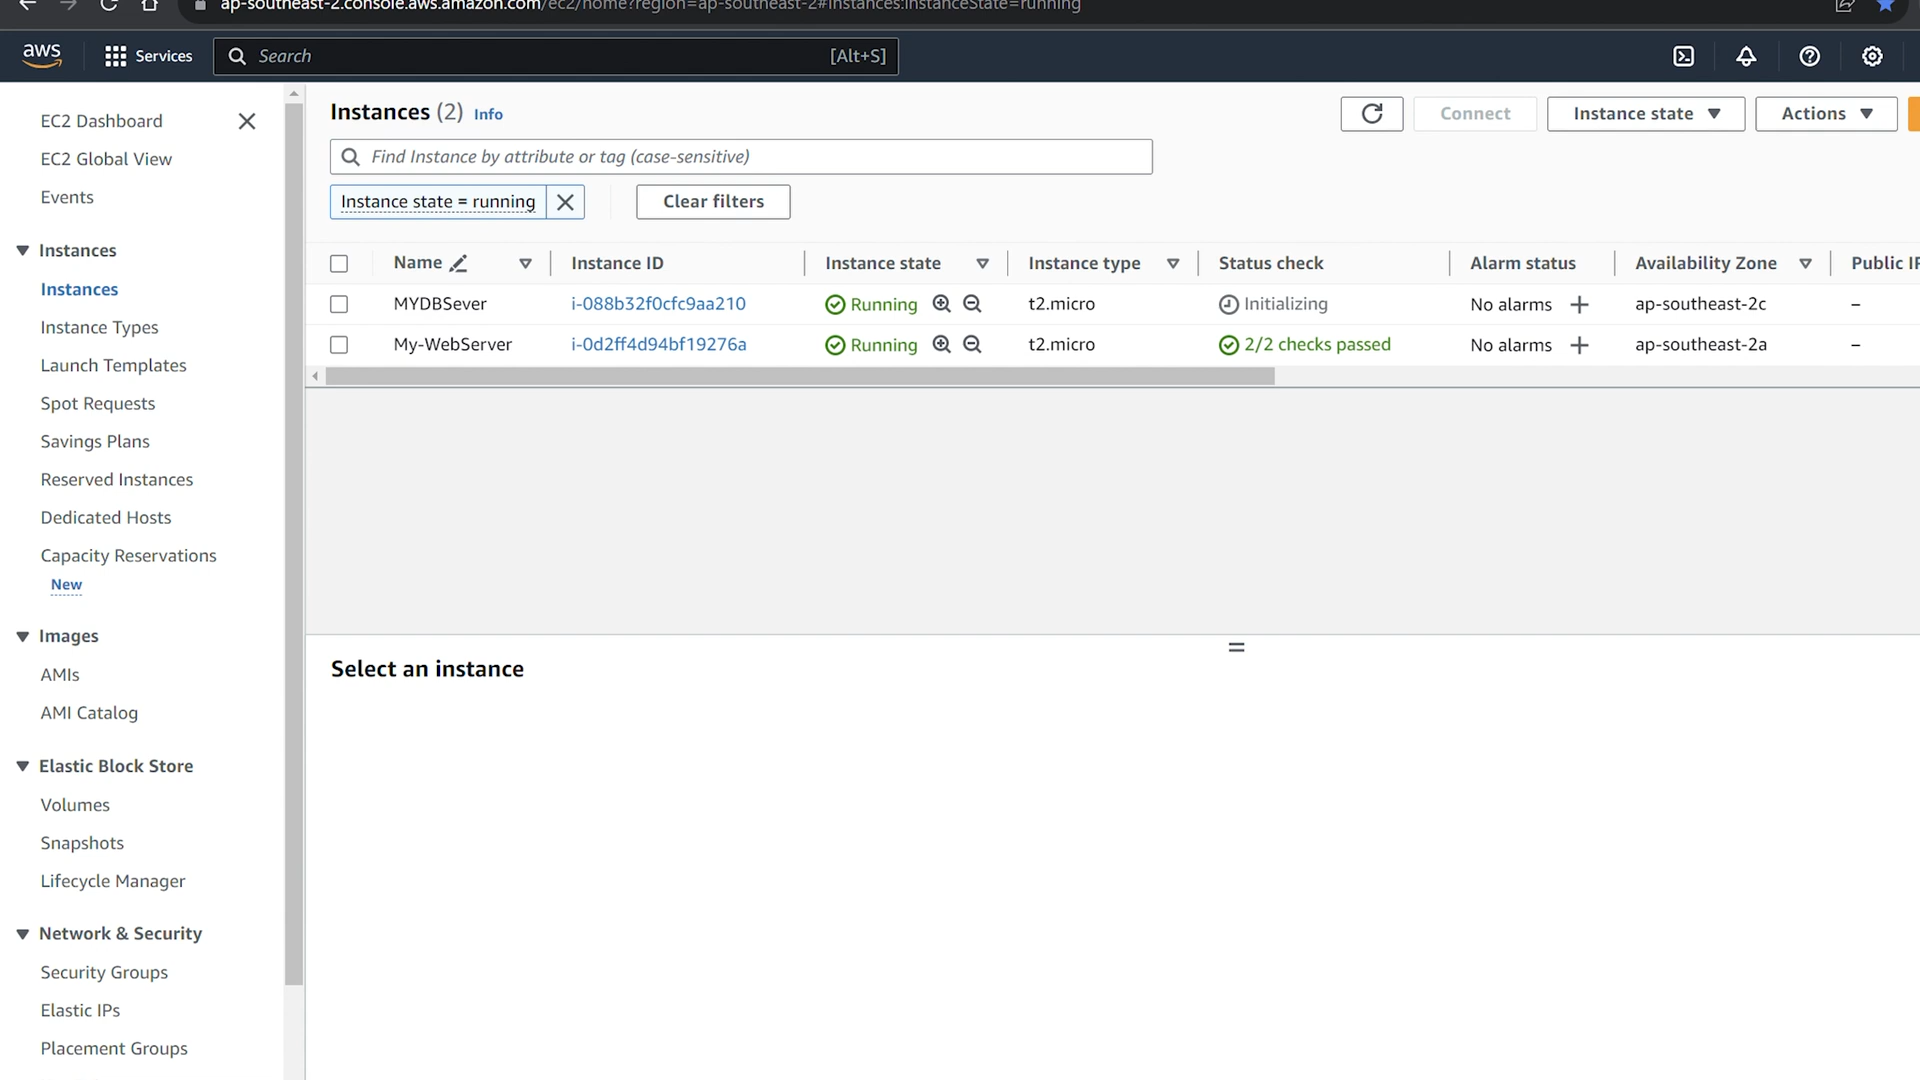 ap-southeast-2.console.aws.amazon.com/ec2/home?region=ap-southeast-2#Instances:instanceState=running
aws
Services
Search
[Alt+S]
EC2 Dashboard
EC2 Global View
Events
Instances
Instances
Instance Types
Launch Templates
Spot Requests
Savings Plans
Reserved Instances
Dedicated Hosts
Capacity Reservations
New
Images
AMIs
AMI Catalog
Elastic Block Store
Volumes
Snapshots
Lifecycle Manager
Network & Security
Security Groups
Elastic IPs
Placement Groups
Instances (2) Info
Connect
Instance state
Actions
Find Instance by attribute or tag (case-sensitive)
Instance state = running
Clear filters
Name Instance ID Instance state Instance type Status check Alarm status Availability Zone Public IP
MYDBSever i-088b32f0cfc9aa210 Running t2.micro Initializing No alarms + ap-southeast-2c –
My-WebServer i-0d2ff4d94bf19276a Running t2.micro 2/2 checks passed No alarms + ap-southeast-2a –
Select an instance